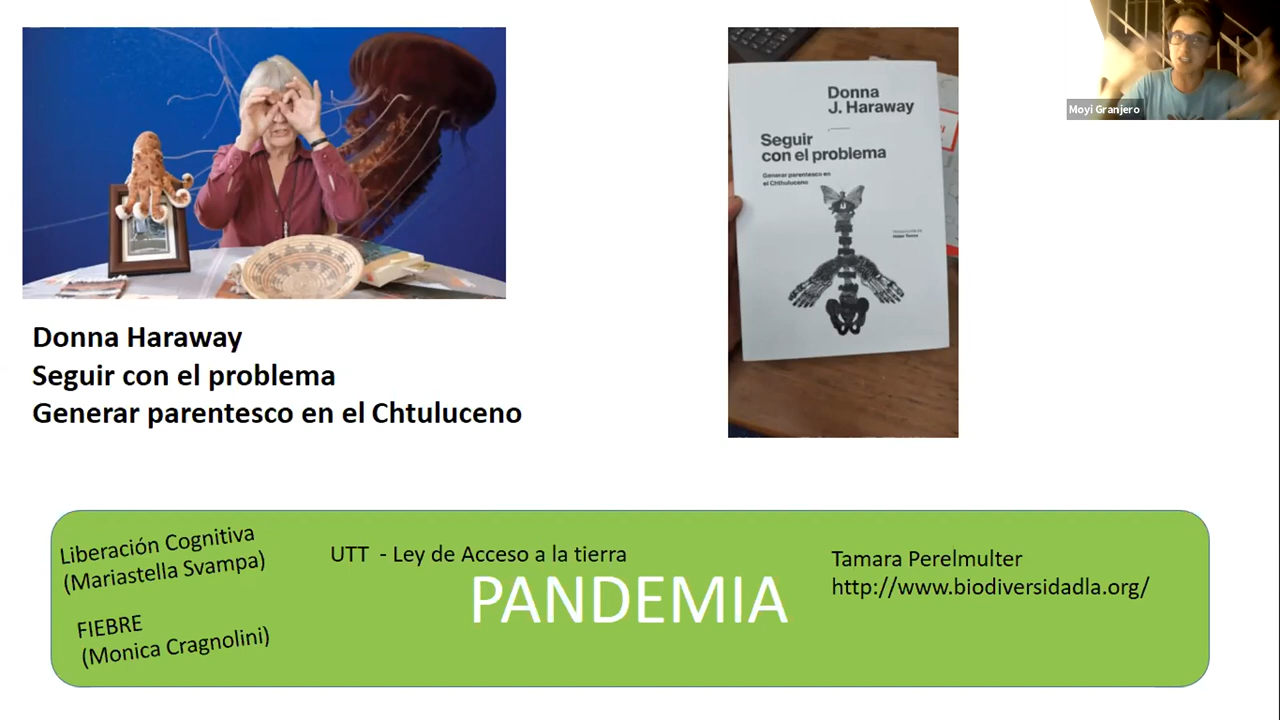 Donna
J. Haraway
Seguir
con el problema
Generar parentesco en
el Chthuluceno
Moyi Granjero
Donna Haraway
Seguir con el problema
Generar parentesco en el Chtuluceno
Liberación Cognitiva
(Mariastella Svampa)
FIEBRE
(Monica Cragnolini)
UTT - Ley de Acceso a la tierra
PANDEMIA
Tamara Perelmulter
http://www.biodiversidadla.org/